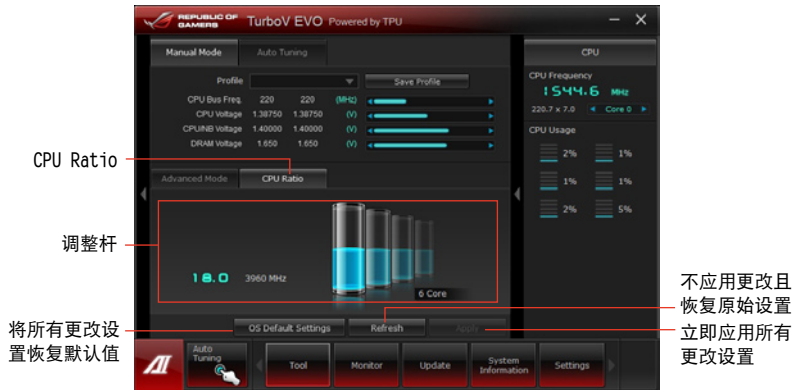 REPUBLIC OF
GAMERS
TurboV EVO Powered by TPU
Manual Mode
Auto Tuning
Profile
Save Profile
CPU Bus Freq. 220 220 (MHz)
CPU Voltage 1.38750 1.38750 (V)
CPU/NB Voltage 1.40000 1.40000 (V)
DRAM Voltage 1.650 1.650 (V)
CPU
CPU Frequency
1544.6 MHz
220.7 x 7.0 Core 0
CPU Usage
2% 1%
1% 1%
2% 5%
CPU Ratio
Advanced Mode
CPU Ratio
调整杆
18.0 3960 MHz
6 Core
不应用更改且
恢复原始设置
将所有更改设
置恢复默认值
OS Default Settings
Refresh
Apply
立即应用所有
更改设置
Auto
Tuning
Tool
Monitor
Update
System
Information
Settings